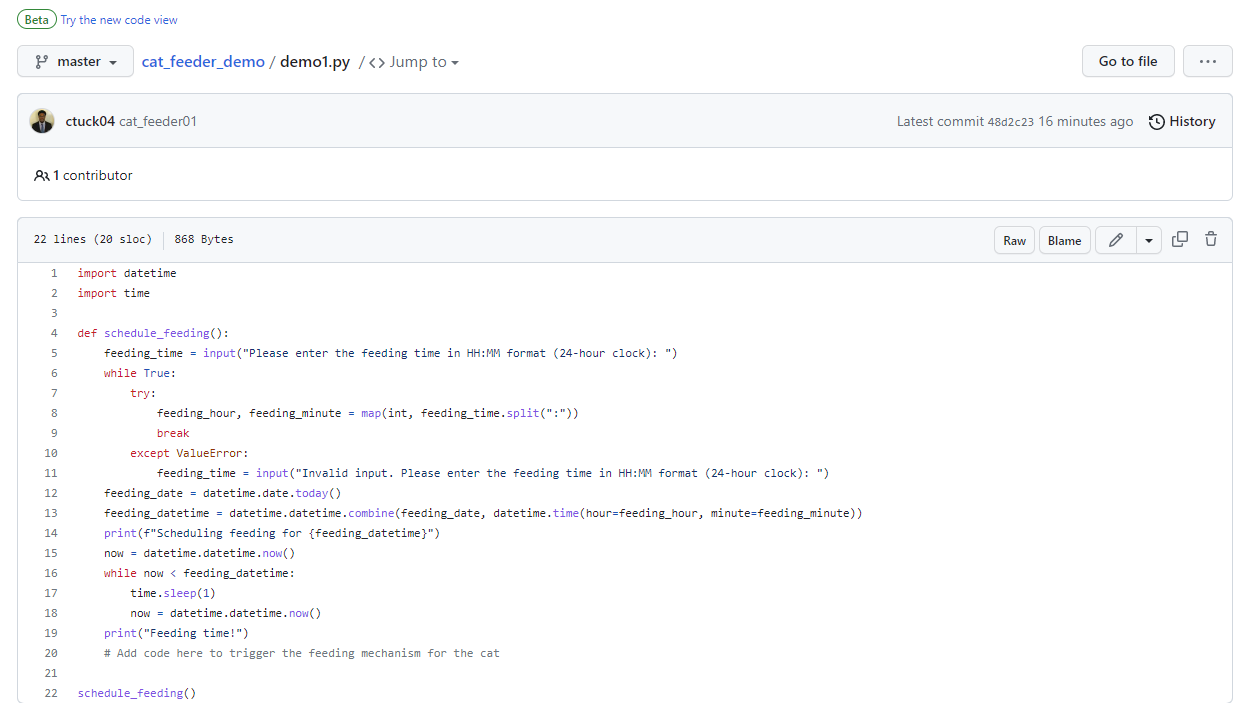 Beta Try the new code view
master cat_feeder_demo / demo1.py / <> Jump to Go to file ...
ctuck04 cat_feeder01 Latest commit 48d2c23 16 minutes ago History
1 contributor
22 lines (20 sloc) 868 Bytes Raw Blame
1 import datetime
2 import time
3
4 def schedule_feeding():
5     feeding_time = input("Please enter the feeding time in HH:MM format (24-hour clock): ")
6     while True:
7         try:
8             feeding_hour, feeding_minute = map(int, feeding_time.split(":"))
9             break
10         except ValueError:
11             feeding_time = input("Invalid input. Please enter the feeding time in HH:MM format (24-hour clock): ")
12     feeding_date = datetime.date.today()
13     feeding_datetime = datetime.datetime.combine(feeding_date, datetime.time(hour=feeding_hour, minute=feeding_minute))
14     print(f"Scheduling feeding for {feeding_datetime}")
15     now = datetime.datetime.now()
16     while now < feeding_datetime:
17         time.sleep(1)
18         now = datetime.datetime.now()
19     print("Feeding time!")
20     # Add code here to trigger the feeding mechanism for the cat
21
22 schedule_feeding()